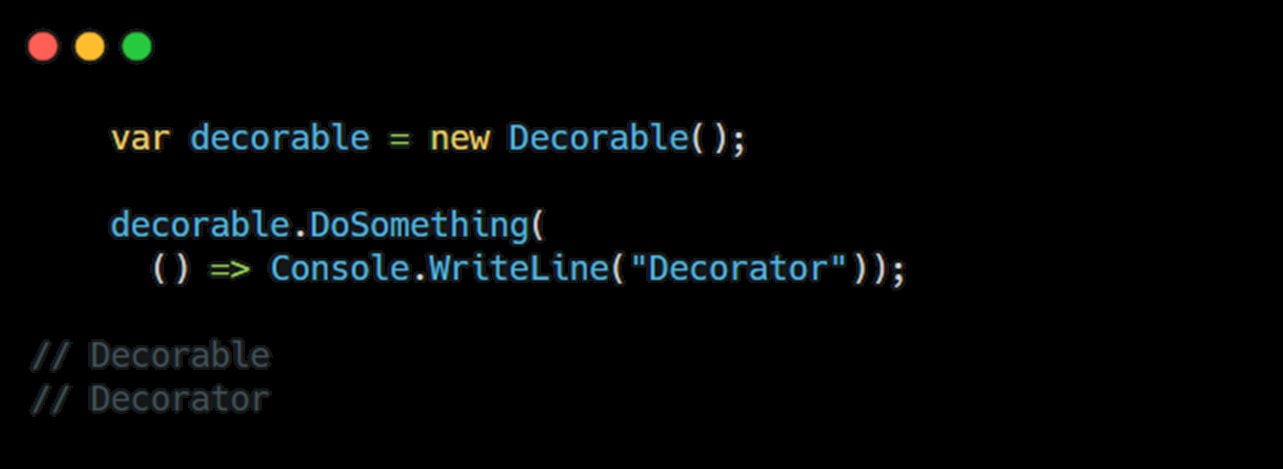 var decorable = new Decorable();
decorable.DoSomething(
() => Console.WriteLine("Decorator"));
// Decorable
// Decorator